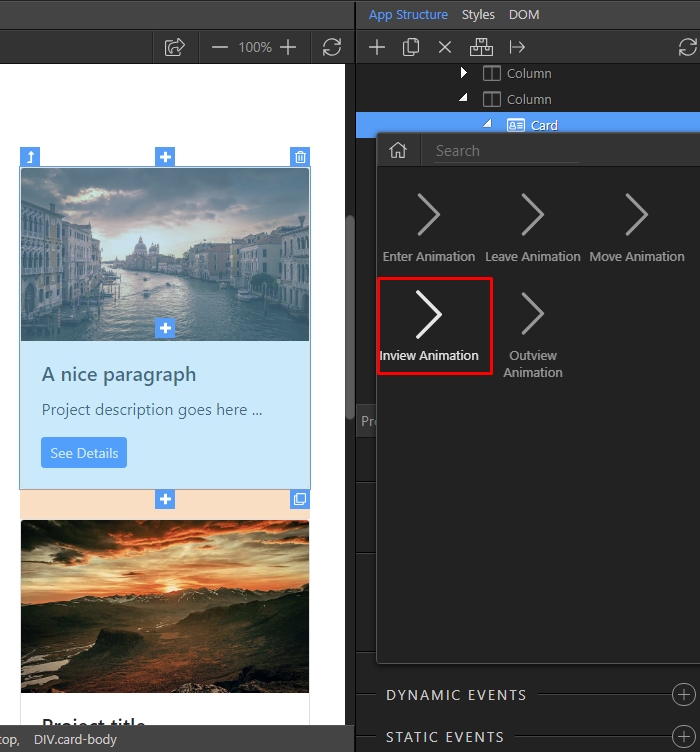 App Structure Styles DOM
100%
Column
Column
Card
Search
Enter Animation Leave Animation Move Animation
Inview Animation Outview
Animation
A nice paragraph
Project description goes here ...
See Details
Project title
DYNAMIC EVENTS
STATIC EVENTS
top, DIV.card-body